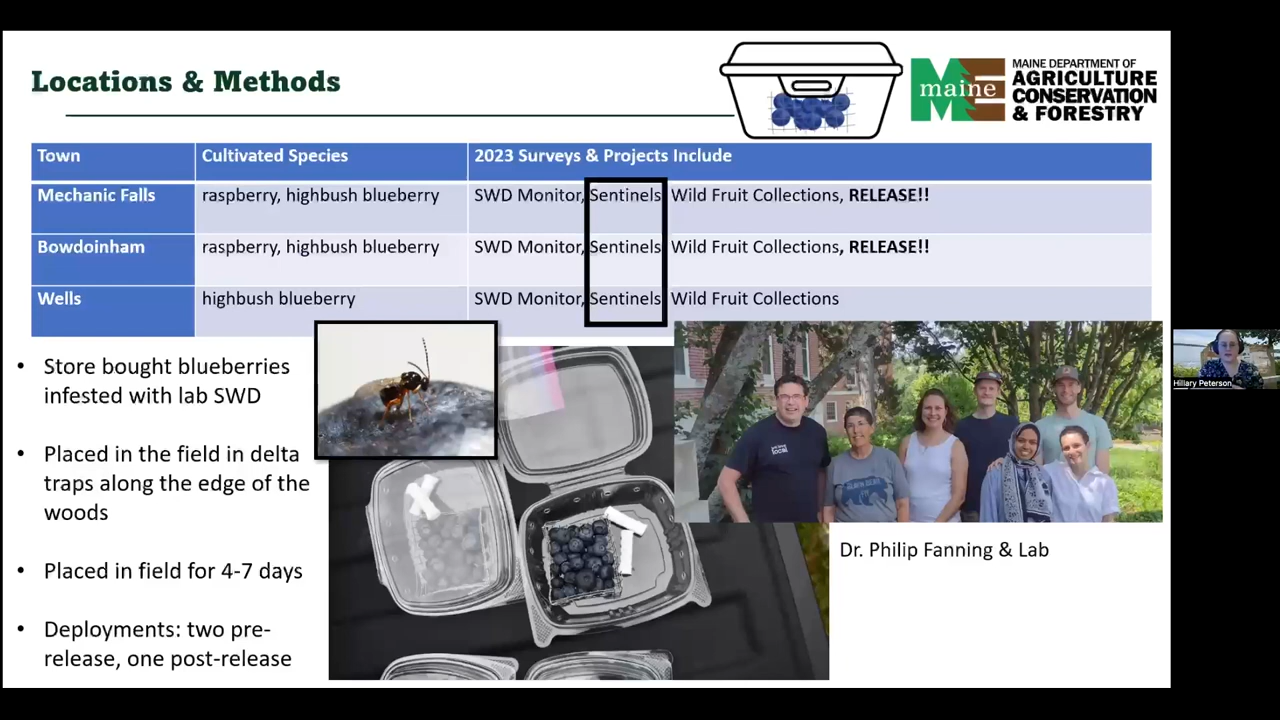 Locations & Methods
maine
MAINE DEPARTMENT OF
AGRICULTURE
CONSERVATION
& FORESTRY
Town Cultivated Species 2023 Surveys & Projects Include
Mechanic Falls raspberry, highbush blueberry SWD Monitor, Sentinels Wild Fruit Collections, RELEASE!!
Bowdoinham raspberry, highbush blueberry SWD Monitor, Sentinels Wild Fruit Collections, RELEASE!!
Wells highbush blueberry SWD Monitor, Sentinels Wild Fruit Collections
• Store bought blueberries
infested with lab SWD
• Placed in the field in delta
traps along the edge of the
woods
• Placed in field for 4-7 days
• Deployments: two pre-
release, one post-release
Dr. Philip Fanning & Lab
Hillary Peterson